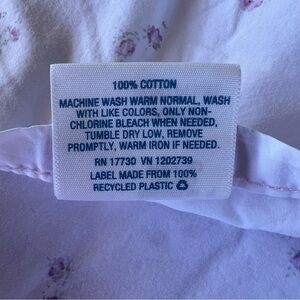 100% COTTON
MACHINE WASH WARM NORMAL, WASH
WITH LIKE COLORS, ONLY NON-
CHLORINE BLEACH WHEN NEEDED,
TUMBLE DRY LOW, REMOVE
PROMPTLY, WARM IRON IF NEEDED.
RN 17730 VN 1202739
LABEL MADE FROM 100%
RECYCLED PLASTIC